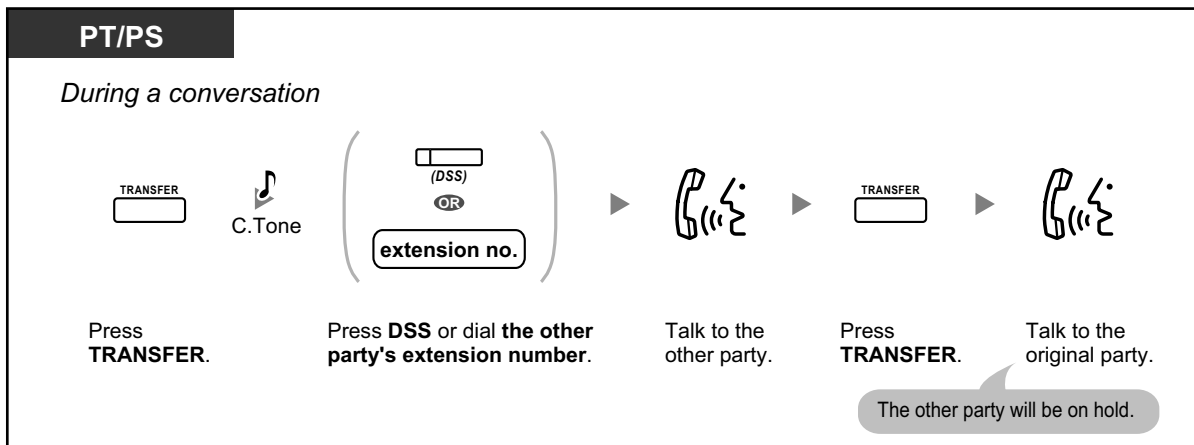 PT/PS
During a conversation
TRANSFER
C.Tone
(DSS)
OR
extension no.
TRANSFER
Press
TRANSFER.
Press DSS or dial the other
party's extension number.
Talk to the
other party.
Press
TRANSFER.
Talk to the
original party.
The other party will be on hold.